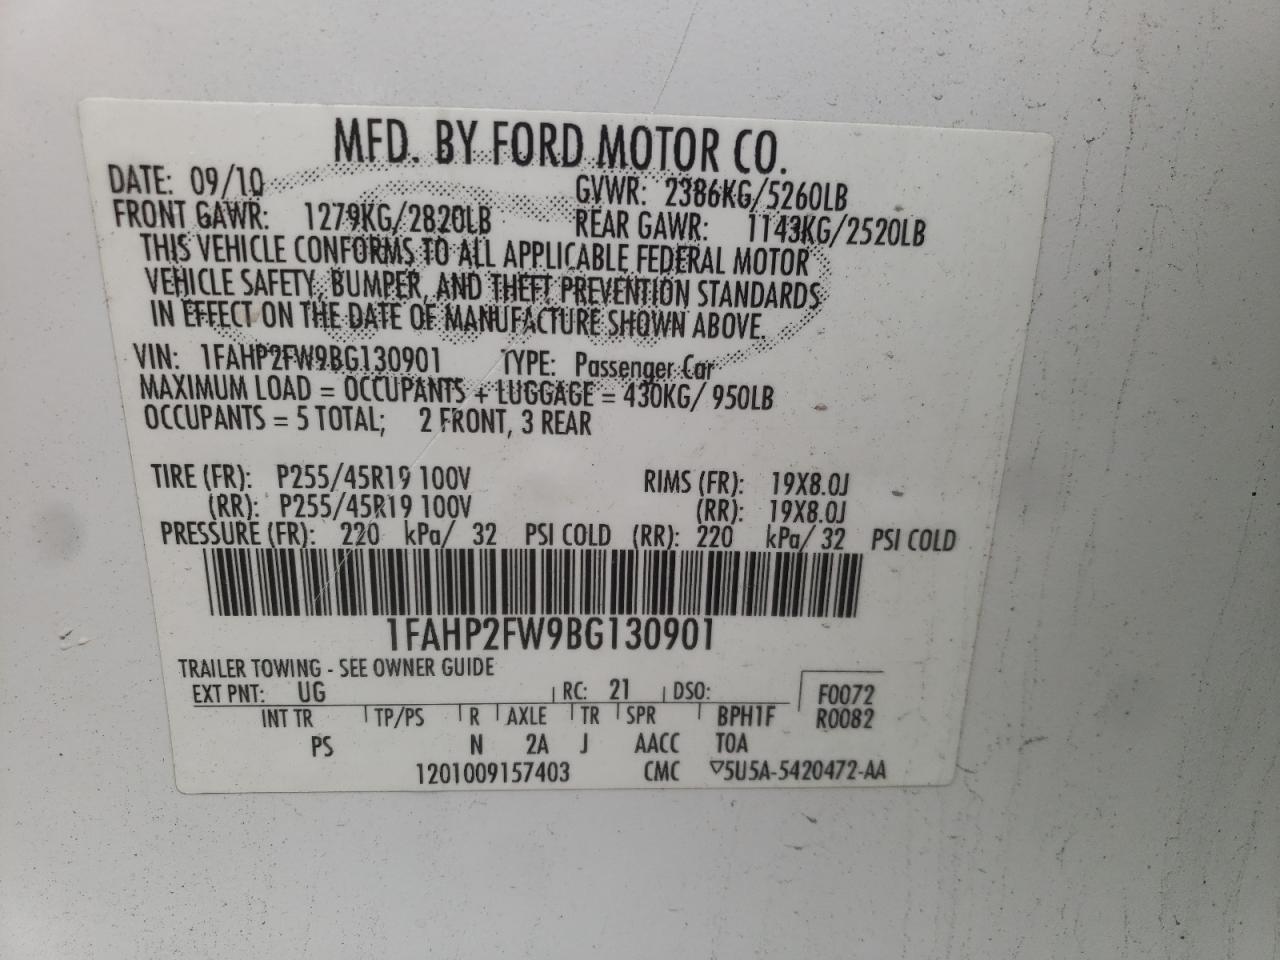 MFD. BY FORD MOTOR CO.
DATE: 09/10 GVWR: 2386KG/5260LB
FRONT GAWR: 1279KG/2820LB REAR GAWR: 1143KG/2520LB
THIS VEHICLE CONFORMS TO ALL APPLICABLE FEDERAL MOTOR
VEHICLE SAFETY, BUMPER, AND THEFT PREVENTION STANDARDS
IN EFFECT ON THE DATE OF MANUFACTURE SHOWN ABOVE.
VIN: 1FAHP2FW9BG130901 TYPE: Passenger Car
MAXIMUM LOAD = OCCUPANTS + LUGGAGE = 430KG/ 950LB
OCCUPANTS = 5 TOTAL; 2 FRONT, 3 REAR
TIRE (FR): P255/45R19 100V RIMS (FR): 19X8.0J
(RR): P255/45R19 100V (RR): 19X8.0J
PRESSURE (FR): 220 kPa/ 32 PSI COLD (RR): 220 kPa/ 32 PSI COLD
1FAHP2FW9BG130901
TRAILER TOWING - SEE OWNER GUIDE
EXT PNT: UG RC: 21 DSO: F0072
INT TR TP/PS R AXLE TR SPR BPH1F R0082
PS N 2A J AACC T0A
1201009157403 CMC ▽5U5A-5420472-AA